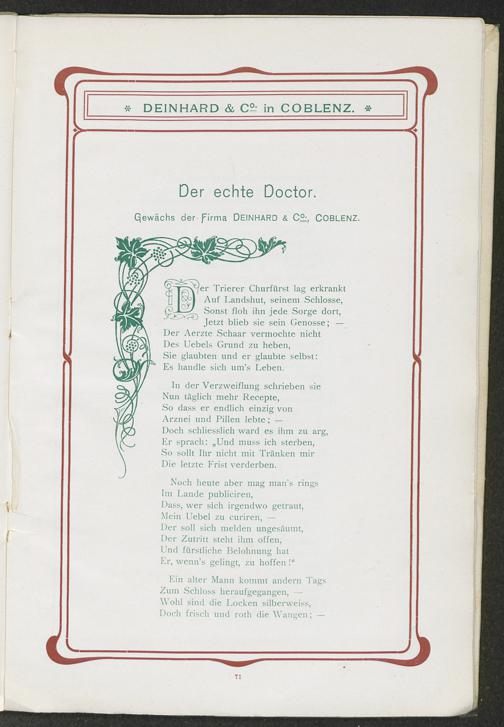 * DEINHARD & Co. in COBLENZ. *
Der echte Doctor.
Gewächs der Firma DEINHARD & Co., COBLENZ.
Der Trierer Churfürst lag erkrankt
Auf Landshut, seinem Schlosse,
Sonst floh ihn jede Sorge dort,
Jetzt blieb sie sein Genosse; —
Der Aerzte Schaar vermochte nicht
Des Uebels Grund zu heben,
Sie glaubten und er glaubte selbst:
Es handle sich um's Leben.
In der Verzweiflung schrieben sie
Nun täglich mehr Recepte,
So dass er endlich einzig von
Arznei und Pillen lebte; —
Doch schliesslich ward es ihm zu arg,
Er sprach: „Und muss ich sterben,
So sollt Ihr nicht mit Tränken mir
Die letzte Frist verderben.
Noch heute aber mag man's rings
Im Lande publiciren,
Dass, wer sich irgendwo getraut,
Mein Uebel zu curiren, —
Der soll sich melden ungesäumt,
Der Zutritt steht ihm offen,
Und fürstliche Belohnung hat
Er, wenn's gelingt, zu hoffen!“
Ein alter Mann kommt andern Tags
Zum Schloss heraufgegangen, —
Wohl sind die Locken silberweiss,
Doch frisch und roth die Wangen; —
71